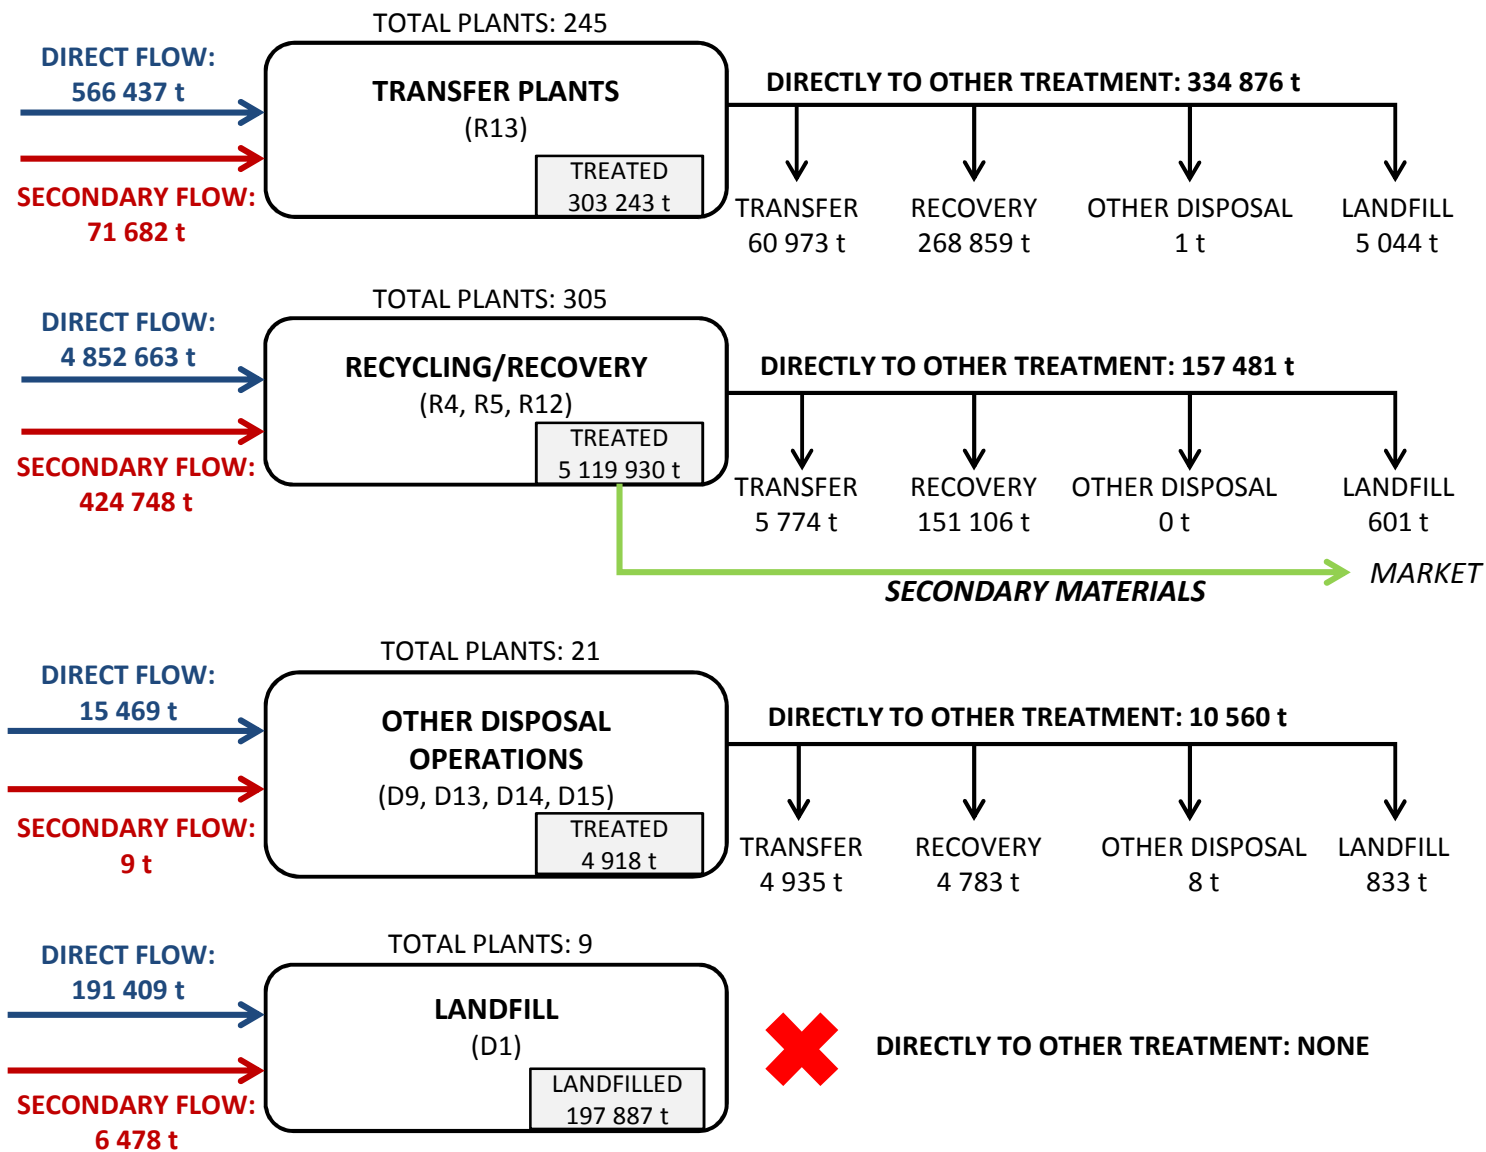 TOTAL PLANTS: 245
DIRECT FLOW:
566 437 t
SECONDARY FLOW:
71 682 t
TRANSFER PLANTS
(R13)
TREATED
303 243 t
DIRECTLY TO OTHER TREATMENT: 334 876 t
TRANSFER
60 973 t
RECOVERY
268 859 t
OTHER DISPOSAL
1 t
LANDFILL
5 044 t
TOTAL PLANTS: 305
DIRECT FLOW:
4 852 663 t
SECONDARY FLOW:
424 748 t
RECYCLING/RECOVERY
(R4, R5, R12)
TREATED
5 119 930 t
DIRECTLY TO OTHER TREATMENT: 157 481 t
TRANSFER
5 774 t
RECOVERY
151 106 t
OTHER DISPOSAL
0 t
LANDFILL
601 t
SECONDARY MATERIALS
MARKET
TOTAL PLANTS: 21
DIRECT FLOW:
15 469 t
SECONDARY FLOW:
9 t
OTHER DISPOSAL
OPERATIONS
(D9, D13, D14, D15)
TREATED
4 918 t
DIRECTLY TO OTHER TREATMENT: 10 560 t
TRANSFER
4 935 t
RECOVERY
4 783 t
OTHER DISPOSAL
8 t
LANDFILL
833 t
TOTAL PLANTS: 9
DIRECT FLOW:
191 409 t
SECONDARY FLOW:
6 478 t
LANDFILL
(D1)
LANDFILLED
197 887 t
DIRECTLY TO OTHER TREATMENT: NONE